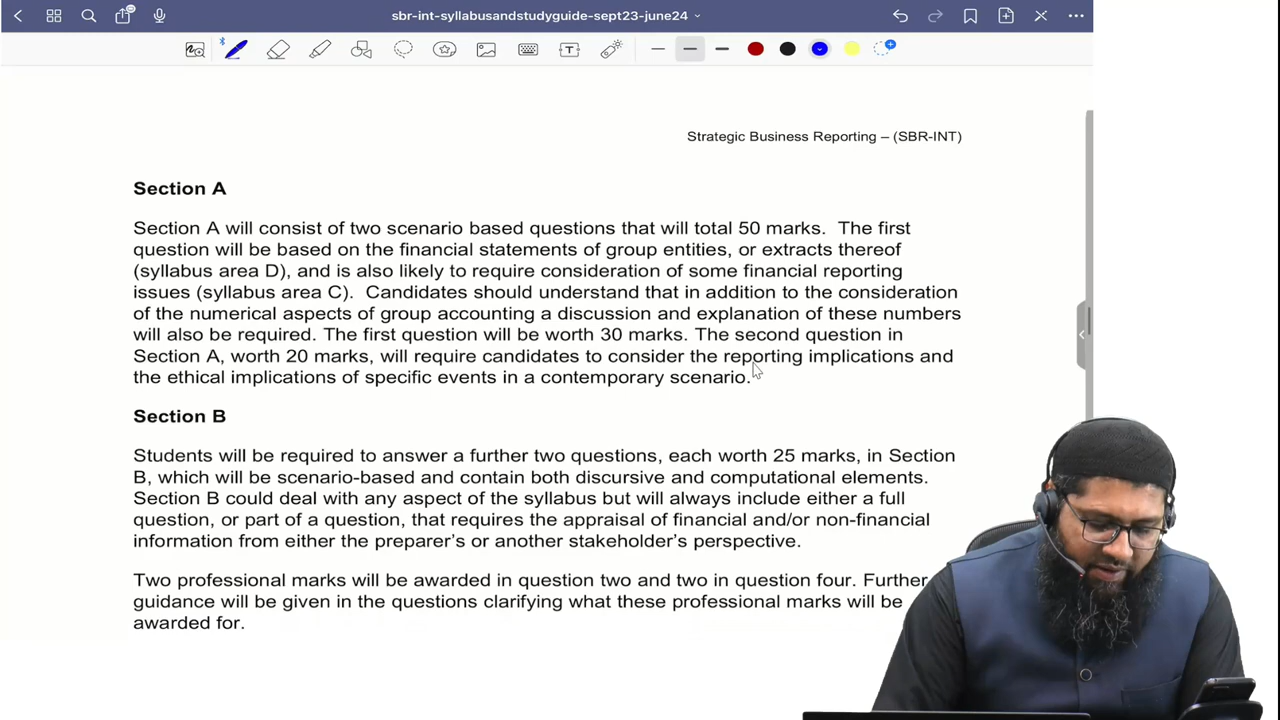 sbr-int-syllabusandstudyguide-sept23-june24
T
Strategic Business Reporting – (SBR-INT)
Section A
Section A will consist of two scenario based questions that will total 50 marks. The first
question will be based on the financial statements of group entities, or extracts thereof
(syllabus area D), and is also likely to require consideration of some financial reporting
issues (syllabus area C). Candidates should understand that in addition to the consideration
of the numerical aspects of group accounting a discussion and explanation of these numbers
will also be required. The first question will be worth 30 marks. The second question in
Section A, worth 20 marks, will require candidates to consider the reporting implications and
the ethical implications of specific events in a contemporary scenario.
Section B
Students will be required to answer a further two questions, each worth 25 marks, in Section
B, which will be scenario-based and contain both discursive and computational elements.
Section B could deal with any aspect of the syllabus but will always include either a full
question, or part of a question, that requires the appraisal of financial and/or non-financial
information from either the preparer's or another stakeholder's perspective.
Two professional marks will be awarded in question two and two in question four. Further
guidance will be given in the questions clarifying what these professional marks will be
awarded for.